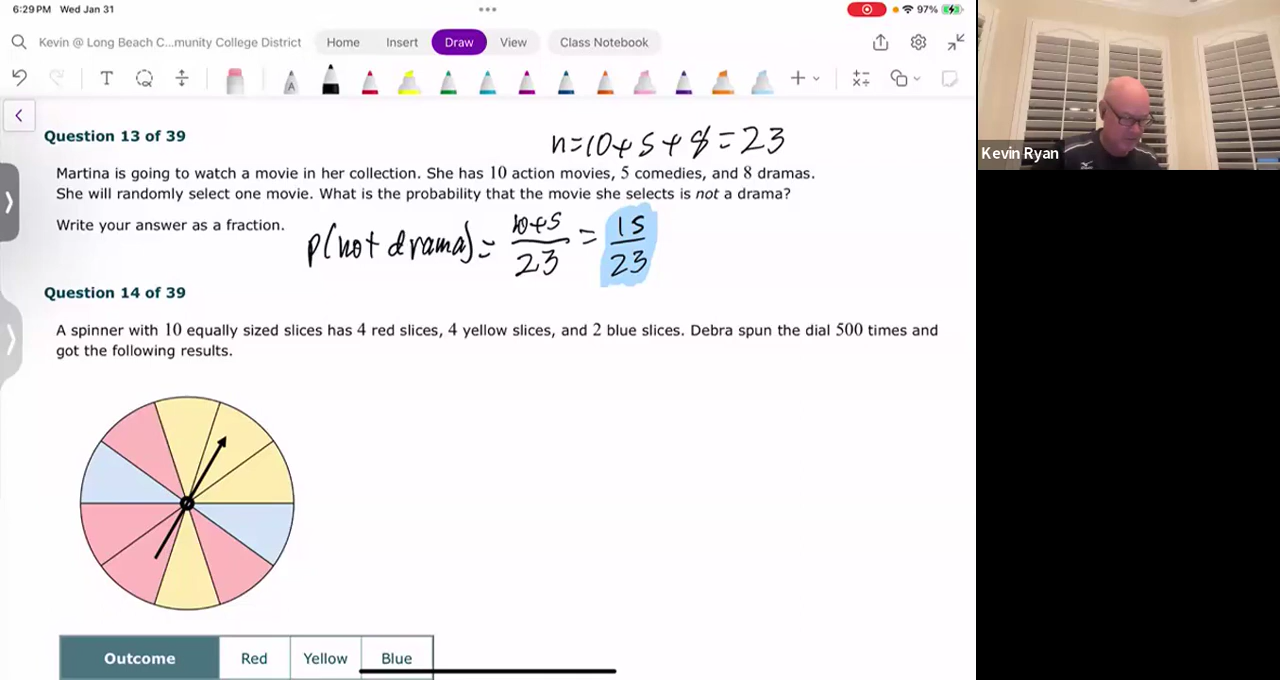 6:29PM Wed Jan 31
97%
Kevin @ Long Beach C...munity College District Home Insert Draw View Class Notebook
T A
Question 13 of 39
n=10+5+8=23
Martina is going to watch a movie in her collection. She has 10 action movies, 5 comedies, and 8 dramas.
She will randomly select one movie. What is the probability that the movie she selects is not a drama?
Write your answer as a fraction.
P(not drama) = 10+5/23 = 15/23
Question 14 of 39
A spinner with 10 equally sized slices has 4 red slices, 4 yellow slices, and 2 blue slices. Debra spun the dial 500 times and
got the following results.
Outcome Red Yellow Blue
Kevin Ryan